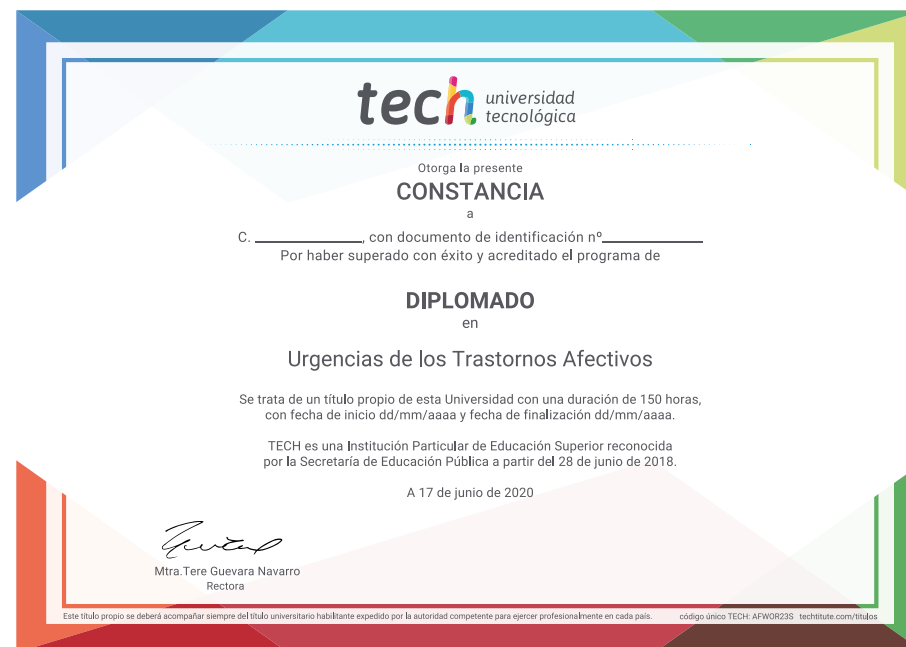 tech universidad
tecnológica
Otorga la presente
CONSTANCIA
a
C. ____________, con documento de identificación nº____________
Por haber superado con éxito y acreditado el programa de
DIPLOMADO
en
Urgencias de los Trastornos Afectivos
Se trata de un título propio de esta Universidad con una duración de 150 horas,
con fecha de inicio dd/mm/aaaa y fecha de finalización dd/mm/aaaa.
TECH es una Institución Particular de Educación Superior reconocida
por la Secretaría de Educación Pública a partir del 28 de junio de 2018.
A 17 de junio de 2020
Mtra.Tere Guevara Navarro
Rectora
Este título propio se deberá acompañar siempre del título universitario habilitante expedido por la autoridad competente para ejercer profesionalmente en cada país. código único TECH: AFWOR23S techtitute.com/titulos